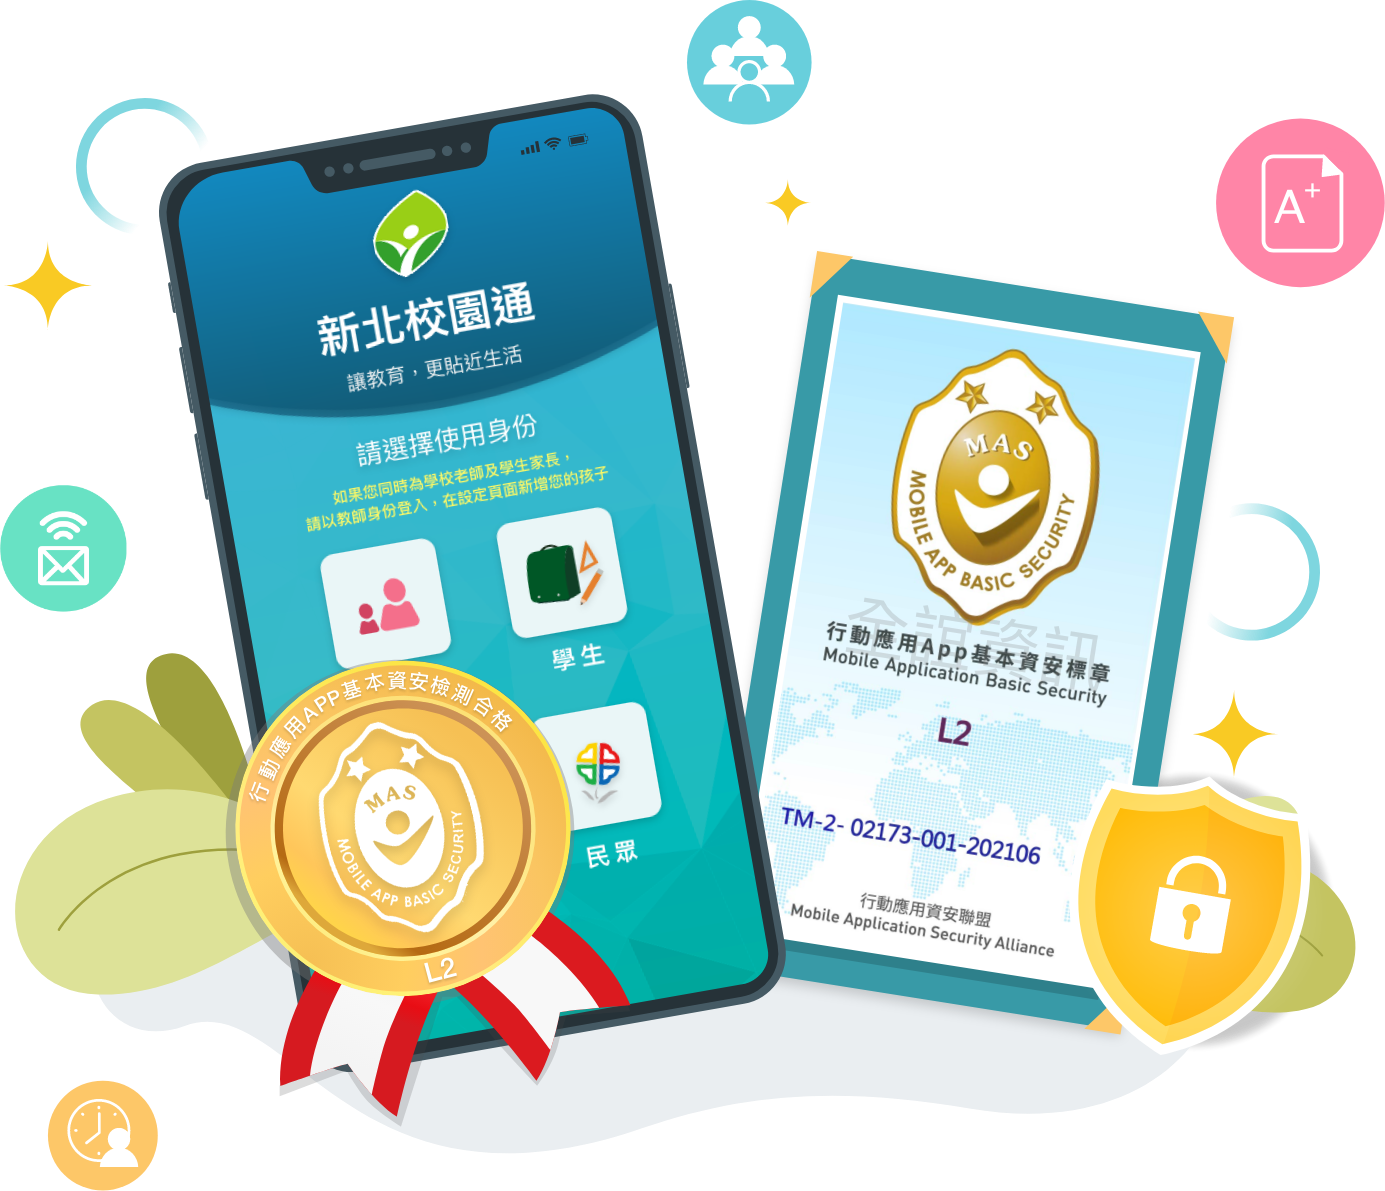 新北校園通
讓教育，更貼近生活
請選擇使用身份
如果您同時為學校老師及學生家長，
請以教師身份登入，在設定頁面新增您的孩子
學生
民眾
行動應用APP基本資安檢測合格
MAS
MOBILE APP BASIC SECURITY
L2
MAS
MOBILE APP BASIC SECURITY
全誼資訊
行動應用App基本資安標章
Mobile Application Basic Security
L2
TM-2- 02173-001-202106
行動應用資安聯盟
Mobile Application Security Alliance
A+